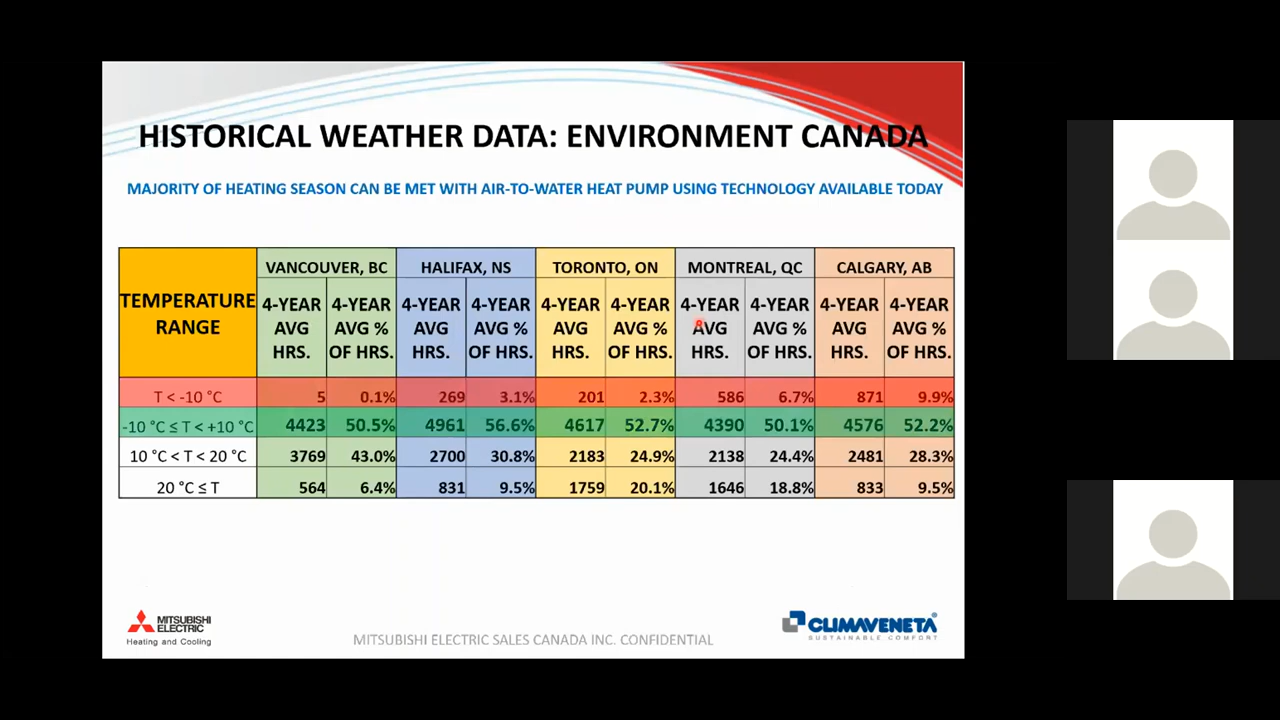 HISTORICAL WEATHER DATA: ENVIRONMENT CANADA
MAJORITY OF HEATING SEASON CAN BE MET WITH AIR-TO-WATER HEAT PUMP USING TECHNOLOGY AVAILABLE TODAY
TEMPERATURE RANGE
VANCOUVER, BC HALIFAX, NS TORONTO, ON MONTREAL, QC CALGARY, AB
4-YEAR 4-YEAR 4-YEAR 4-YEAR 4-YEAR 4-YEAR 4-YEAR 4-YEAR 4-YEAR 4-YEAR
AVG AVG % AVG AVG % AVG AVG % AVG AVG % AVG AVG %
HRS. OF HRS. HRS. OF HRS. HRS. OF HRS. HRS. OF HRS. HRS. OF HRS.
T < -10 °C 5 0.1% 269 3.1% 201 2.3% 586 6.7% 871 9.9%
-10 °C ≤ T < +10 °C 4423 50.5% 4961 56.6% 4617 52.7% 4390 50.1% 4576 52.2%
10 °C < T < 20 °C 3769 43.0% 2700 30.8% 2183 24.9% 2138 24.4% 2481 28.3%
20 °C ≤ T 564 6.4% 831 9.5% 1759 20.1% 1646 18.8% 833 9.5%
MITSUBISHI
ELECTRIC
Heating and Cooling
MITSUBISHI ELECTRIC SALES CANADA INC. CONFIDENTIAL
CLIMAVENETA
SUSTAINABLE COMFORT